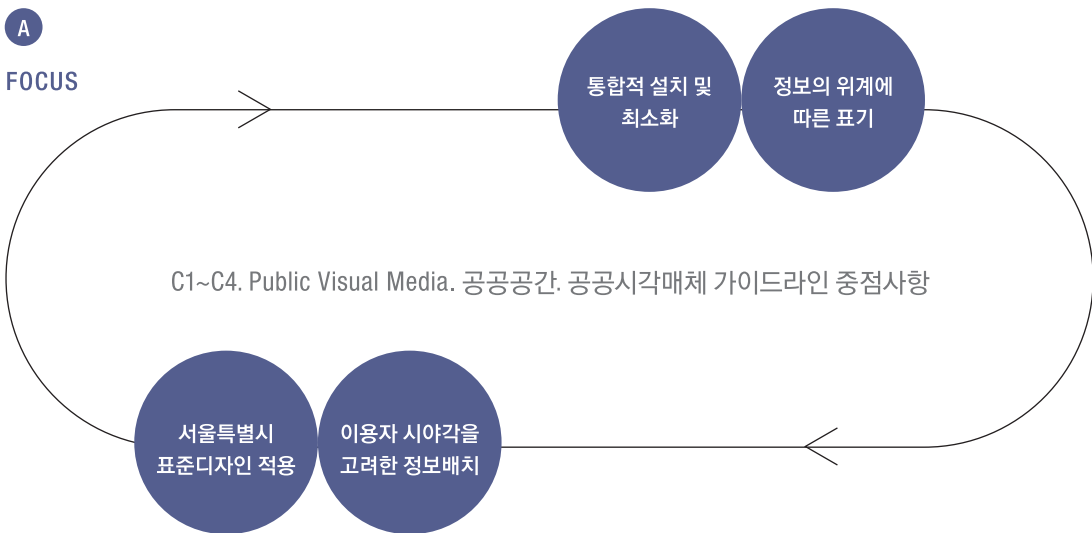 A
FOCUS
통합적 설치 및
최소화
정보의 위계에
따른 표기
C1~C4. Public Visual Media. 공공공간. 공공시각매체 가이드라인 중점사항
서울특별시
표준디자인 적용
이용자 시야각을
고려한 정보배치